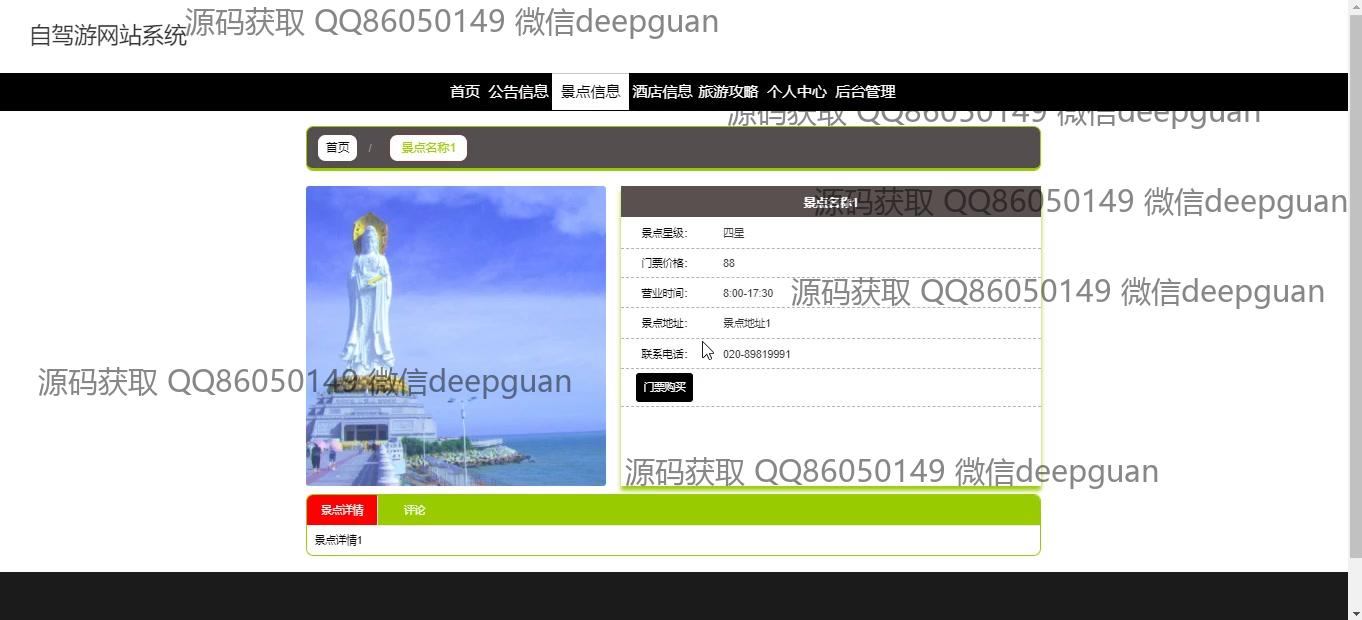 源码获取 QQ86050149 微信deepguan
自驾游网站系统
首页 公告信息 景点信息 酒店信息 旅游攻略 个人中心 后台管理
源码获取 QQ86050149 微信deepguan
首页 / 景点名称1
景点名称1
源码获取 QQ86050149 微信deepguan
景点星级: 四星
门票价格: 88
营业时间: 8:00-17:30
源码获取 QQ86050149 微信deepguan
景点地址: 景点地址1
联系电话: 020-89819991
源码获取 QQ86050149 微信deepguan
门票购买
源码获取 QQ86050149 微信deepguan
景点详情 评论
景点详情1